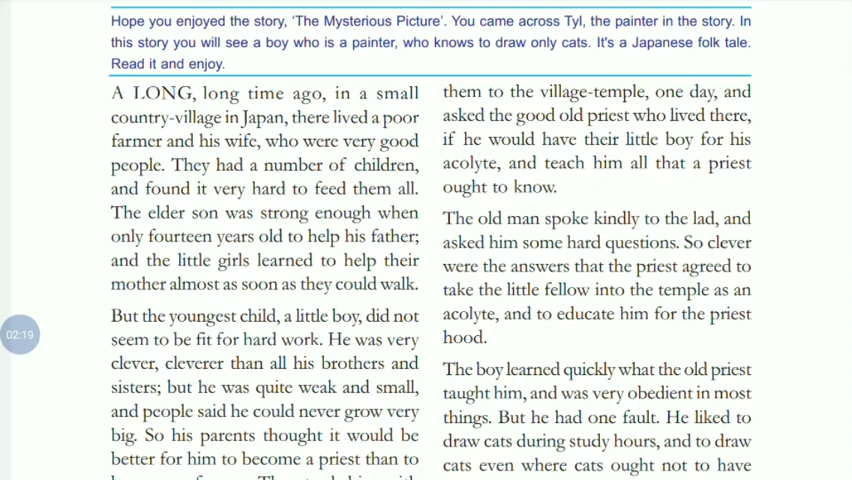 Hope you enjoyed the story, ‘The Mysterious Picture’. You came across Tyl, the painter in the story. In
this story you will see a boy who is a painter, who knows to draw only cats. It's a Japanese folk tale.
Read it and enjoy.
A LONG, long time ago, in a small
country-village in Japan, there lived a poor
farmer and his wife, who were very good
people. They had a number of children,
and found it very hard to feed them all.
The elder son was strong enough when
only fourteen years old to help his father;
and the little girls learned to help their
mother almost as soon as they could walk.
But the youngest child, a little boy, did not
seem to be fit for hard work. He was very
clever, cleverer than all his brothers and
sisters; but he was quite weak and small,
and people said he could never grow very
big. So his parents thought it would be
better for him to become a priest than to
them to the village-temple, one day, and
asked the good old priest who lived there,
if he would have their little boy for his
acolyte, and teach him all that a priest
ought to know.
The old man spoke kindly to the lad, and
asked him some hard questions. So clever
were the answers that the priest agreed to
take the little fellow into the temple as an
acolyte, and to educate him for the priest
hood.
The boy learned quickly what the old priest
taught him, and was very obedient in most
things. But he had one fault. He liked to
draw cats during study hours, and to draw
cats even where cats ought not to have
02:19